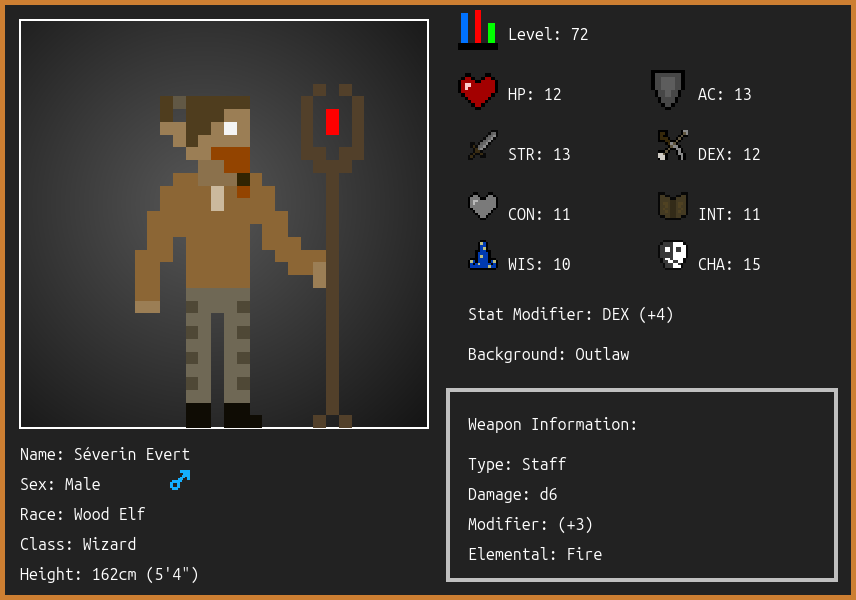 Level: 72
HP: 12
AC: 13
STR: 13
DEX: 12
CON: 11
INT: 11
WIS: 10
CHA: 15
Stat Modifier: DEX (+4)
Background: Outlaw
Weapon Information:
Type: Staff
Damage: d6
Modifier: (+3)
Elemental: Fire
Name: Séverin Evert
Sex: Male
Race: Wood Elf
Class: Wizard
Height: 162cm (5'4")